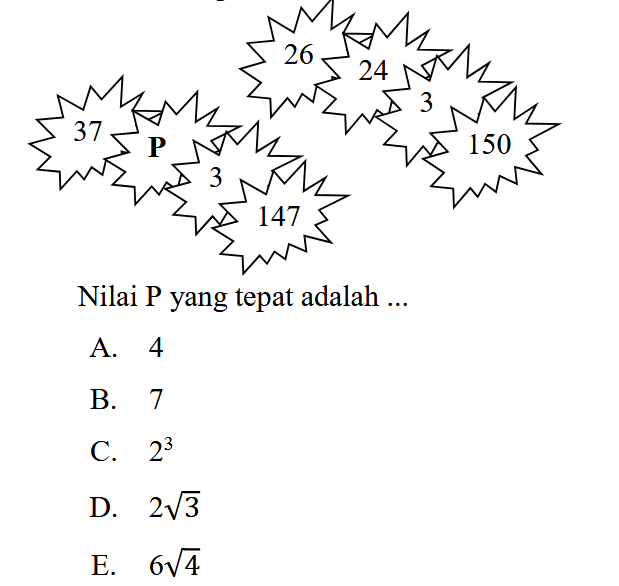 26
24
3
150
37
P
3
147
Nilai P yang tepat adalah ...
A. 4
B. 7
C. 2³
D. 2√3
E. 6√4